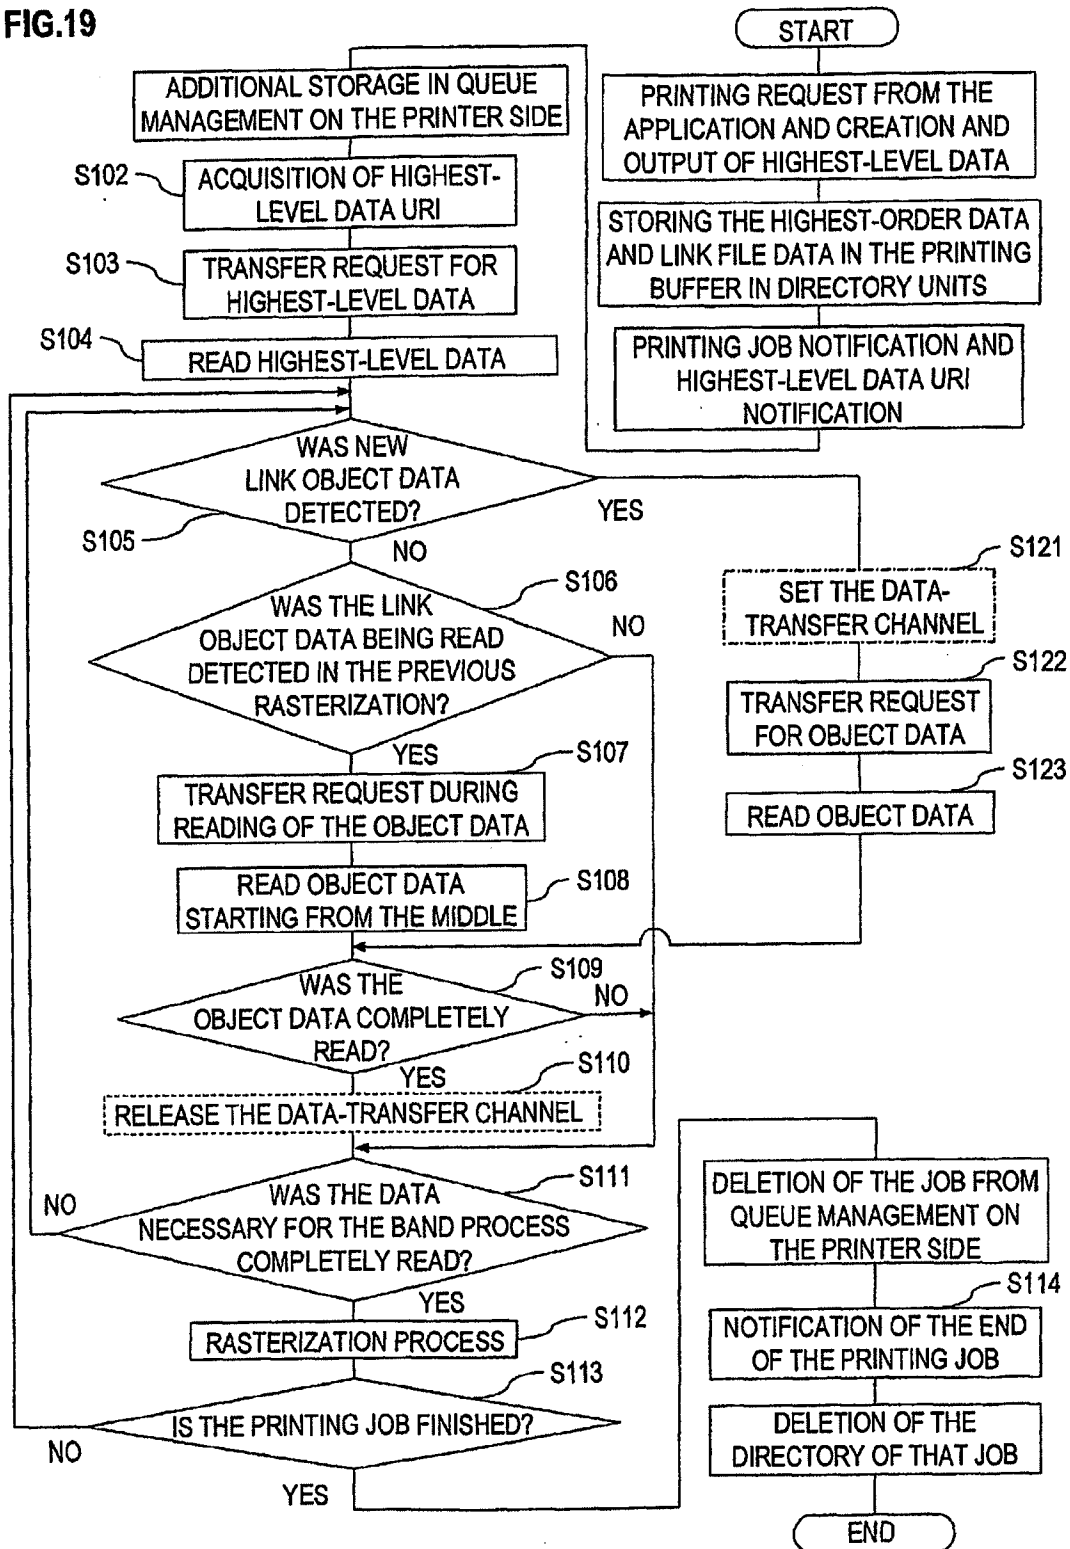 FIG.19
START
PRINTING REQUEST FROM THE
APPLICATION AND CREATION AND
OUTPUT OF HIGHEST-LEVEL DATA
STORING THE HIGHEST-ORDER DATA
AND LINK FILE DATA IN THE PRINTING
BUFFER IN DIRECTORY UNITS
PRINTING JOB NOTIFICATION AND
HIGHEST-LEVEL DATA URI
NOTIFICATION
ADDITIONAL STORAGE IN QUEUE
MANAGEMENT ON THE PRINTER SIDE
S102
ACQUISITION OF HIGHEST-
LEVEL DATA URI
S103
TRANSFER REQUEST FOR
HIGHEST-LEVEL DATA
S104
READ HIGHEST-LEVEL DATA
WAS NEW
LINK OBJECT DATA
DETECTED?
S105
YES
NO
S121
SET THE DATA-
TRANSFER CHANNEL
S122
TRANSFER REQUEST
FOR OBJECT DATA
S123
READ OBJECT DATA
S106
WAS THE LINK
OBJECT DATA BEING READ
DETECTED IN THE PREVIOUS
RASTERIZATION?
NO
YES
S107
TRANSFER REQUEST DURING
READING OF THE OBJECT DATA
S108
READ OBJECT DATA
STARTING FROM THE MIDDLE
S109
WAS THE
OBJECT DATA COMPLETELY
READ?
NO
YES
S110
RELEASE THE DATA-TRANSFER CHANNEL
S111
WAS THE DATA
NECESSARY FOR THE BAND PROCESS
COMPLETELY READ?
NO
YES
S112
RASTERIZATION PROCESS
S113
IS THE PRINTING JOB FINISHED?
NO
YES
DELETION OF THE JOB FROM
QUEUE MANAGEMENT ON
THE PRINTER SIDE
S114
NOTIFICATION OF THE END
OF THE PRINTING JOB
DELETION OF THE
DIRECTORY OF THAT JOB
END